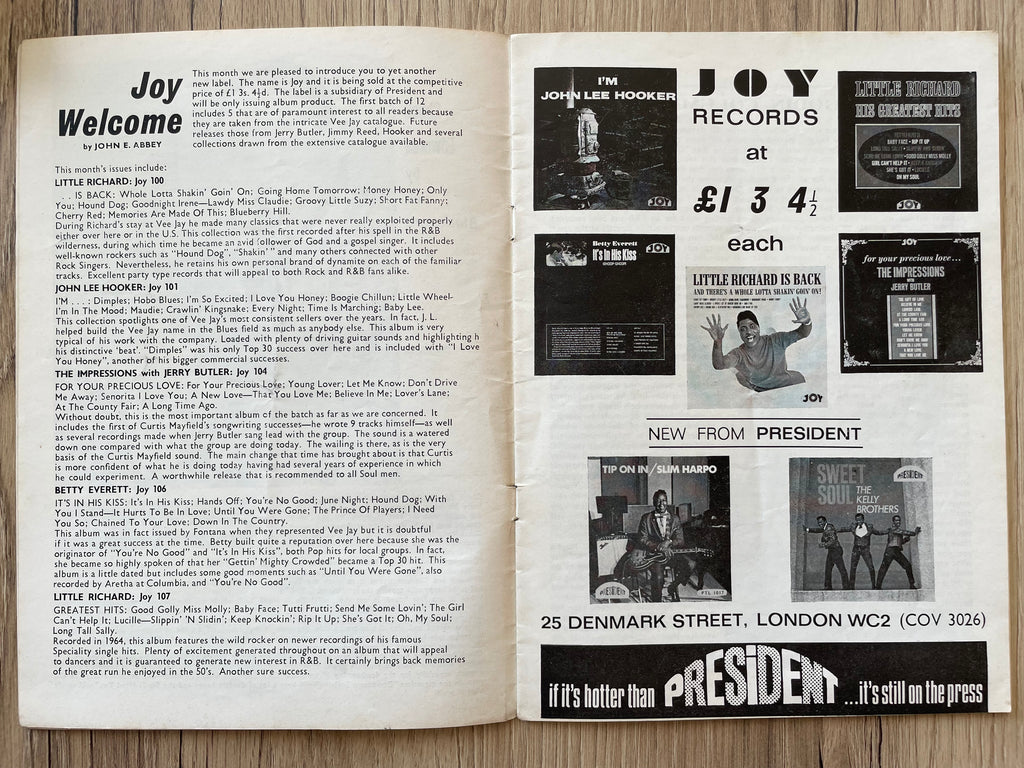 Joy
Welcome
by JOHN E. ABBEY
This month we are pleased to introduce you to yet another
new label. The name is Joy and it is being sold at the competitive
price of £1 3s. 4½d. The label is a subsidiary of President and
will be only issuing album product. The first batch of 12
includes 5 that are of paramount interest to all readers because
they are taken from the intricate Vee Jay catalogue. Future
releases those from Jerry Butler, Jimmy Reed, Hooker and several
collections drawn from the extensive catalogue available.
This month's issues include:
LITTLE RICHARD: Joy 100
. . IS BACK: Whole Lotta Shakin' Goin' On; Going Home Tomorrow; Money Honey; Only
You; Hound Dog; Goodnight Irene—Lawdy Miss Claudie; Groovy Little Suzy; Short Fat Fanny;
Cherry Red; Memories Are Made Of This; Blueberry Hill.
During Richard's stay at Vee Jay he made many classics that were never really exploited properly
either over here or in the U.S. This collection was the first recorded after his spell in the R&B
wilderness, during which time he became an avid follower of God and a gospel singer. It includes
well-known rockers such as "Hound Dog", "Shakin' " and many others connected with other
Rock Singers. Nevertheless, he retains his own personal brand of dynamite on each of the familiar
tracks. Excellent party type records that will appeal to both Rock and R&B fans alike.
JOHN LEE HOOKER: Joy 101
I'M . . . : Dimples; Hobo Blues; I'm So Excited; I Love You Honey; Boogie Chillun; Little Wheel-
I'm In The Mood; Maudie; Crawlin' Kingsnake; Every Night; Time Is Marching; Baby Lee.
This collection spotlights one of Vee Jay's most consistent sellers over the years. In fact, J. L.
helped build the Vee Jay name in the Blues field as much as anybody else. This album is very
typical of his work with the company. Loaded with plenty of driving guitar sounds and highlighting h
his distinctive 'beat'. "Dimples" was his only Top 30 success over here and is included with "I Love
You Honey", another of his bigger commercial successes.
THE IMPRESSIONS with JERRY BUTLER: Joy 104
FOR YOUR PRECIOUS LOVE: For Your Precious Love; Young Lover; Let Me Know; Don't Drive
Me Away; Senorita I Love You; A New Love—That You Love Me; Believe In Me; Lover's Lane;
At The County Fair; A Long Time Ago.
Without doubt, this is the most important album of the batch as far as we are concerned. It
includes the first of Curtis Mayfield's songwriting successes—he wrote 9 tracks himself—as well
as several recordings made when Jerry Butler sang lead with the group. The sound is a watered
down one compared with what the group are doing today. The wailing is there, as is the very
basis of the Curtis Mayfield sound. The main change that time has brought about is that Curtis
is more confident of what he is doing today having had several years of experience in which
he could experiment. A worthwhile release that is recommended to all Soul men.
BETTY EVERETT: Joy 106
IT'S IN HIS KISS: It's In His Kiss; Hands Off; You're No Good; June Night; Hound Dog; With
You I Stand—It Hurts To Be In Love; Until You Were Gone; The Prince Of Players; I Need
You So; Chained To Your Love; Down In The Country.
This album was in fact issued by Fontana when they represented Vee Jay but it is doubtful
if it was a great success at the time. Betty built quite a reputation over here because she was the
originator of "You're No Good" and "It's In His Kiss", both Pop hits for local groups. In fact,
she became so highly spoken of that her "Gettin' Mighty Crowded" became a Top 30 hit. This
album is a little dated but includes some good moments such as "Until You Were Gone", also
recorded by Aretha at Columbia, and "You're No Good".
LITTLE RICHARD: Joy 107
GREATEST HITS: Good Golly Miss Molly; Baby Face; Tutti Frutti; Send Me Some Lovin'; The Girl
Can't Help It; Lucille—Slippin' 'N Slidin'; Keep Knockin'; Rip It Up; She's Got It; Oh, My Soul;
Long Tall Sally.
Recorded in 1964, this album features the wild rocker on newer recordings of his famous
Speciality single hits. Plenty of excitement generated throughout on an album that will appeal
to dancers and it is guaranteed to generate new interest in R&B. It certainly brings back memories
of the great run he enjoyed in the 50's. Another sure success.
I'M
JOHN LEE HOOKER
JOY
JOY
RECORDS
at
£1 3 4½
each
LITTLE RICHARD
HIS GREATEST HITS
BABY FACE • RIP IT UP
GIRL CAN'T HELP IT
SHE'S GOT IT • LUCILLE
OH MY SOUL
JOY
Betty Everett
It's In His Kiss
SHOOP SHOOP
JOY
LITTLE RICHARD IS BACK
AND THERE'S A WHOLE LOTTA SHAKIN' GOIN' ON!
JOY
JOY
for your precious love...
THE IMPRESSIONS
WITH
JERRY BUTLER
NEW FROM PRESIDENT
TIP ON IN/SLIM HARPO
PRESIDENT
PTL 1017
SWEET
SOUL THE
KELLY
BROTHERS
PRESIDENT
25 DENMARK STREET, LONDON WC2 (COV 3026)
if it's hotter than PRESiDENT ...it's still on the press